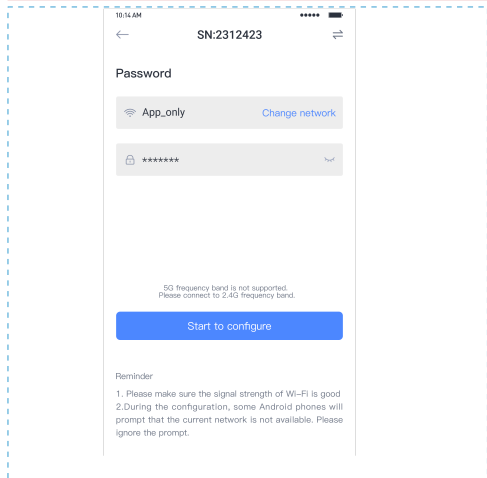 10:14 AM
SN:2312423
Password
App_only Change network
*******
5G frequency band is not supported.
Please connect to 2.4G frequency band.
Start to configure
Reminder
1. Please make sure the signal strength of Wi-Fi is good
2.During the configuration, some Android phones will
prompt that the current network is not available. Please
ignore the prompt.